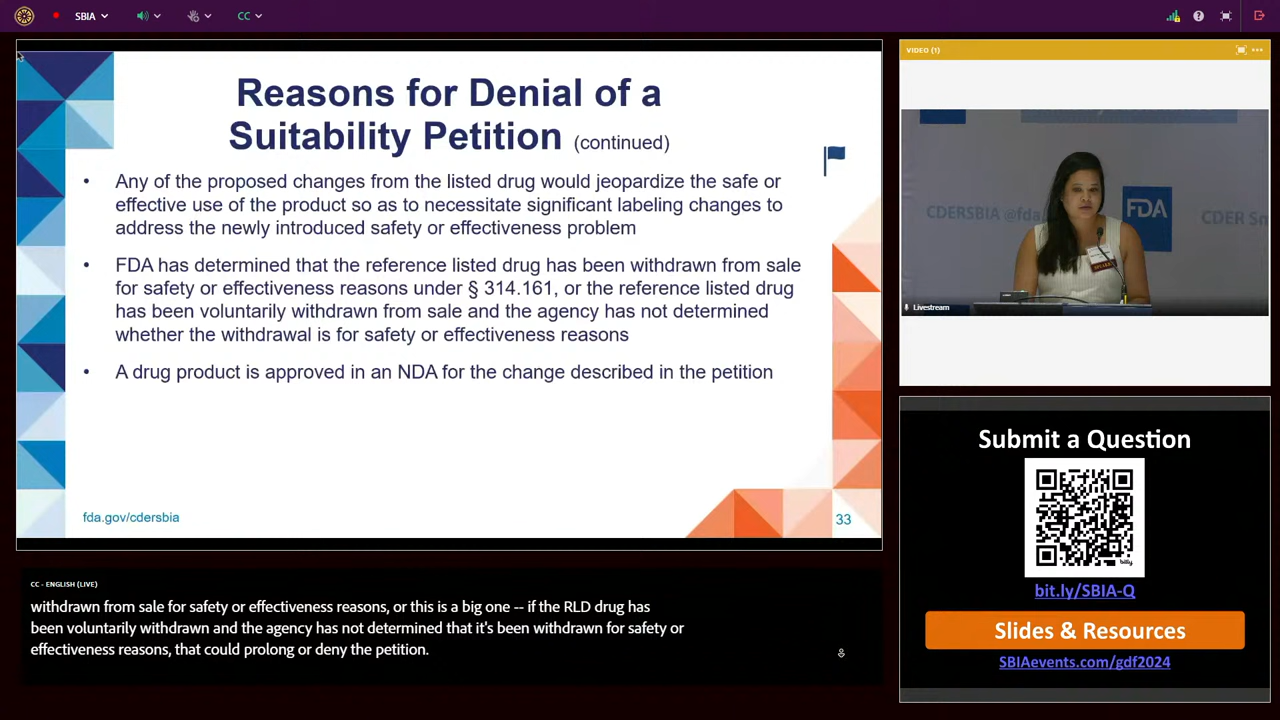 SBIA
CC
Reasons for Denial of a
Suitability Petition (continued)
• Any of the proposed changes from the listed drug would jeopardize the safe or
effective use of the product so as to necessitate significant labeling changes to
address the newly introduced safety or effectiveness problem
• FDA has determined that the reference listed drug has been withdrawn from sale
for safety or effectiveness reasons under § 314.161, or the reference listed drug
has been voluntarily withdrawn from sale and the agency has not determined
whether the withdrawal is for safety or effectiveness reasons
• A drug product is approved in an NDA for the change described in the petition
fda.gov/cdersbia
33
CC - ENGLISH (LIVE)
withdrawn from sale for safety or effectiveness reasons, or this is a big one -- if the RLD drug has
been voluntarily withdrawn and the agency has not determined that it's been withdrawn for safety or
effectiveness reasons, that could prolong or deny the petition.
VIDEO (1)
CDERSBIA @fda
FDA
CDER Sm
Livestream
Submit a Question
bitly
bit.ly/SBIA-Q
Slides & Resources
SBIAevents.com/gdf2024